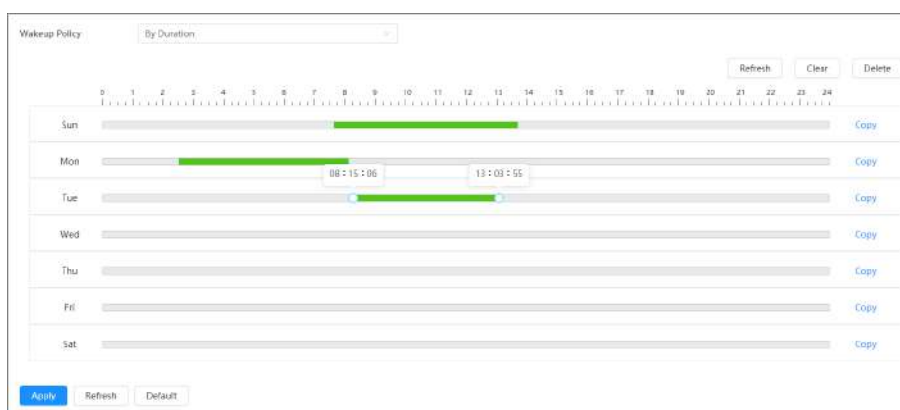 Wakeup Policy By Duration
Refresh Clear Delete
0 1 2 3 4 5 6 7 8 9 10 11 12 13 14 15 16 17 18 19 20 21 22 23 24
Sun Copy
Mon Copy
08:15:06 13:03:55
Tue Copy
Wed Copy
Thu Copy
Fri Copy
Sat Copy
Apply Refresh Default